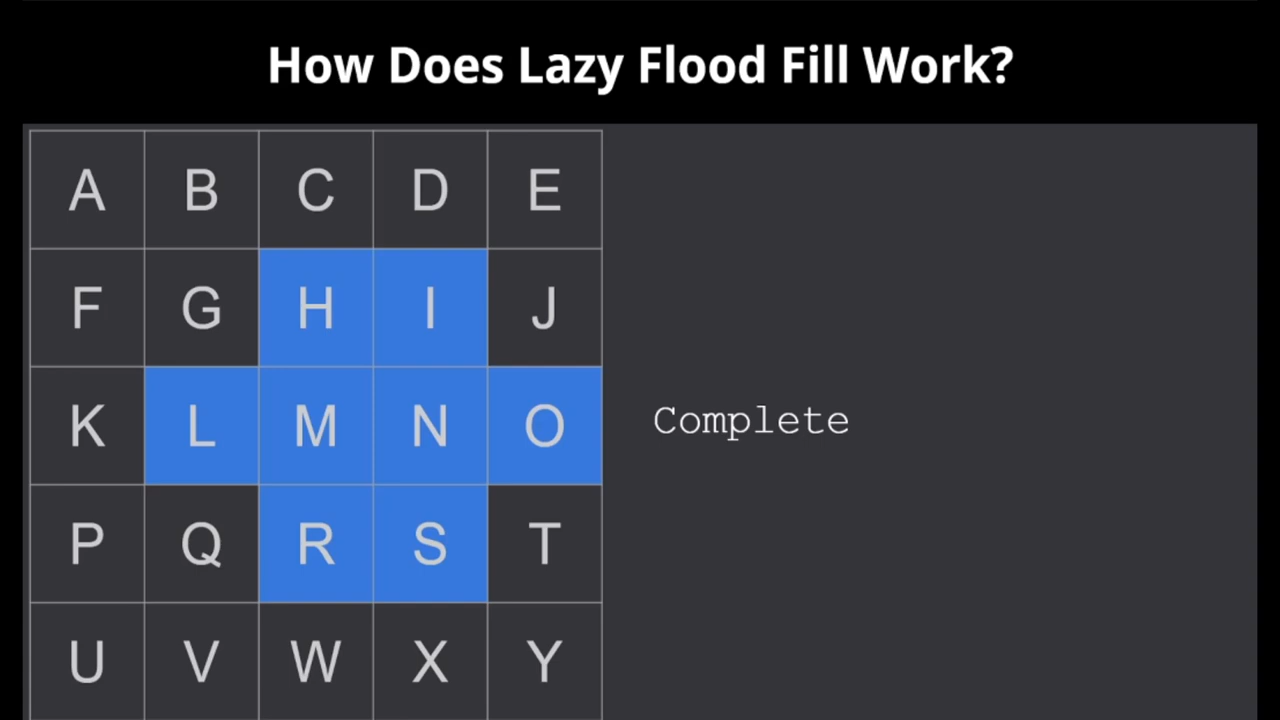 How Does Lazy Flood Fill Work?
A B C D E
F G H I J
K L M N O
Complete
P Q R S T
U V W X Y